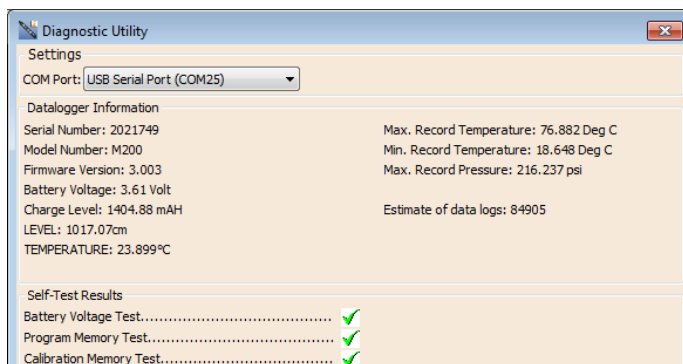 Diagnostic Utility
Settings
COM Port: USB Serial Port (COM25)
Datalogger Information
Serial Number: 2021749
Max. Record Temperature: 76.882 Deg C
Model Number: M200
Min. Record Temperature: 18.648 Deg C
Firmware Version: 3.003
Max. Record Pressure: 216.237 psi
Battery Voltage: 3.61 Volt
Charge Level: 1404.88 mAH
Estimate of data logs: 84905
LEVEL: 1017.07cm
TEMPERATURE: 23.899°C
Self-Test Results
Battery Voltage Test........................................
Program Memory Test.......................................
Calibration Memory Test....................................